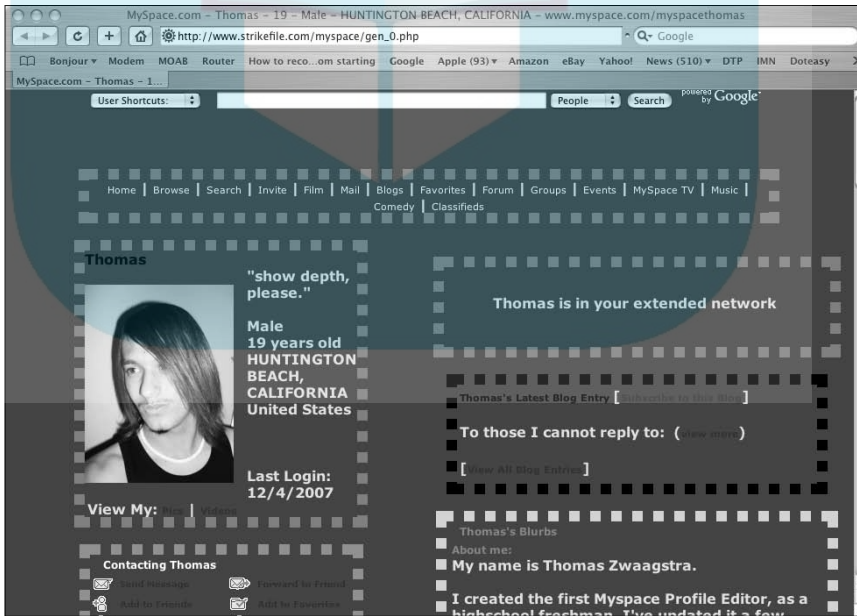 MySpace.com – Thomas – 19 – Male – HUNTINGTON BEACH, CALIFORNIA – www.myspace.com/myspacethomas
http://www.strikefile.com/myspace/gen_0.php
Google
Bonjour Modem MOAB Router How to reco...om starting Google Apple (93) Amazon eBay Yahoo! News (510) DTP IMN Doteasy
MySpace.com – Thomas – 1...
User Shortcuts: People Search powered by Google
Home | Browse | Search | Invite | Film | Mail | Blogs | Favorites | Forum | Groups | Events | MySpace TV | Music |
Comedy | Classifieds
Thomas
"show depth,
please."
Male
19 years old
HUNTINGTON
BEACH,
CALIFORNIA
United States
Last Login:
12/4/2007
View My: Pics | Videos
Contacting Thomas
Send Message Forward to Friend
Add to Friends Add to Favorites
Thomas is in your extended network
Thomas's Latest Blog Entry [Subscribe to this Blog]
To those I cannot reply to: (view more)
[View All Blog Entries]
Thomas's Blurbs
About me:
My name is Thomas Zwaagstra.
I created the first Myspace Profile Editor, as a
highschool freshman. I've updated it a few